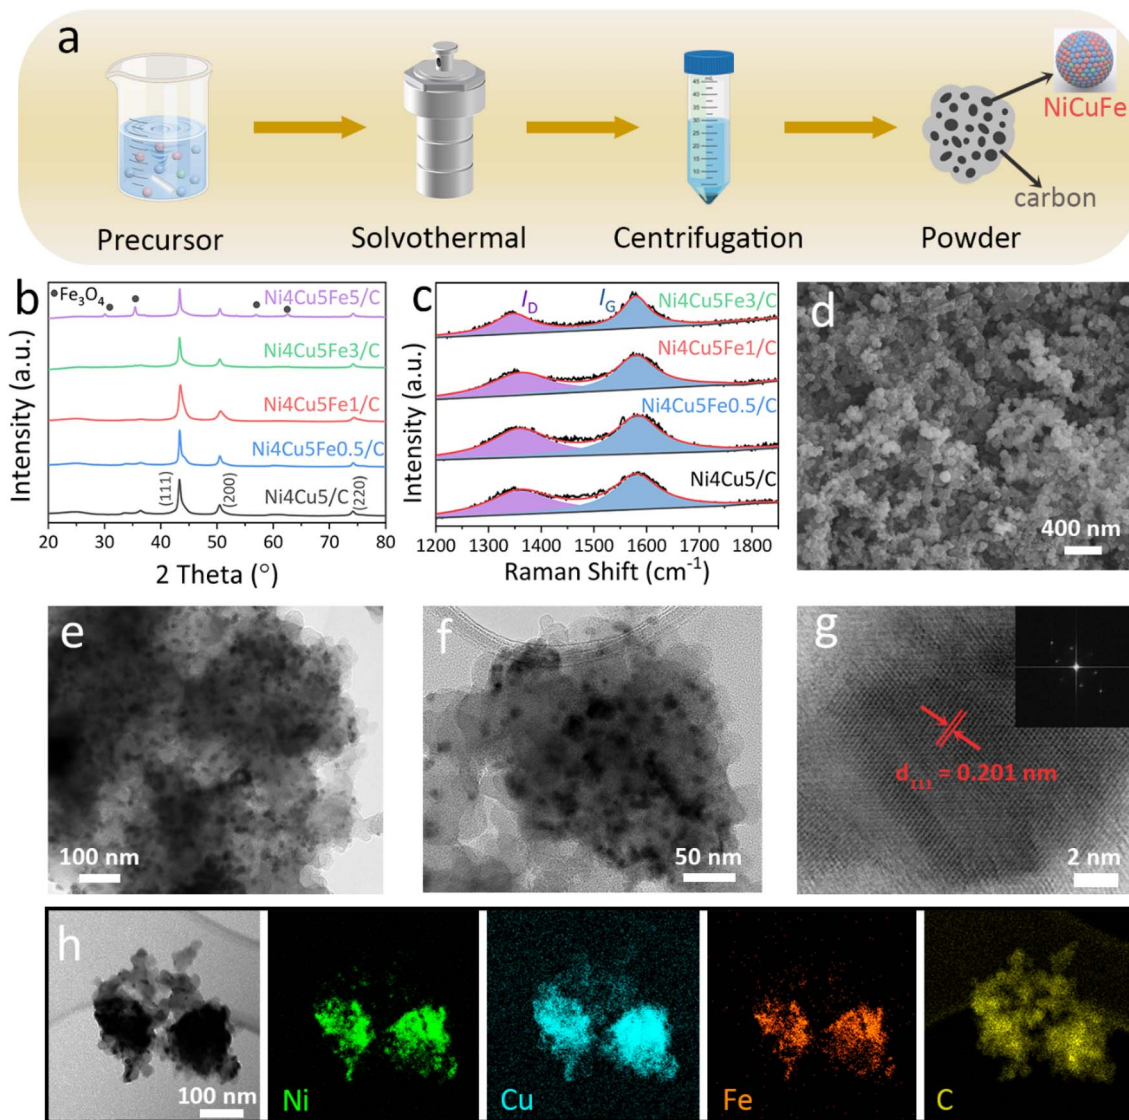 a
NiCuFe
carbon
Precursor
Solvothermal
Centrifugation
Powder
b
Fe₃O₄
Ni4Cu5Fe5/C
Ni4Cu5Fe3/C
Ni4Cu5Fe1/C
Ni4Cu5Fe0.5/C
Ni4Cu5/C
(111)
(200)
(220)
Intensity (a.u.)
20 30 40 50 60 70 80
2 Theta (°)
c
I_D
I_G
Ni4Cu5Fe3/C
Ni4Cu5Fe1/C
Ni4Cu5Fe0.5/C
Ni4Cu5/C
Intensity (a.u.)
1200 1300 1400 1500 1600 1700 1800
Raman Shift (cm⁻¹)
d
400 nm
e
100 nm
f
50 nm
g
d₁₁₁ = 0.201 nm
2 nm
h
100 nm
Ni
Cu
Fe
C